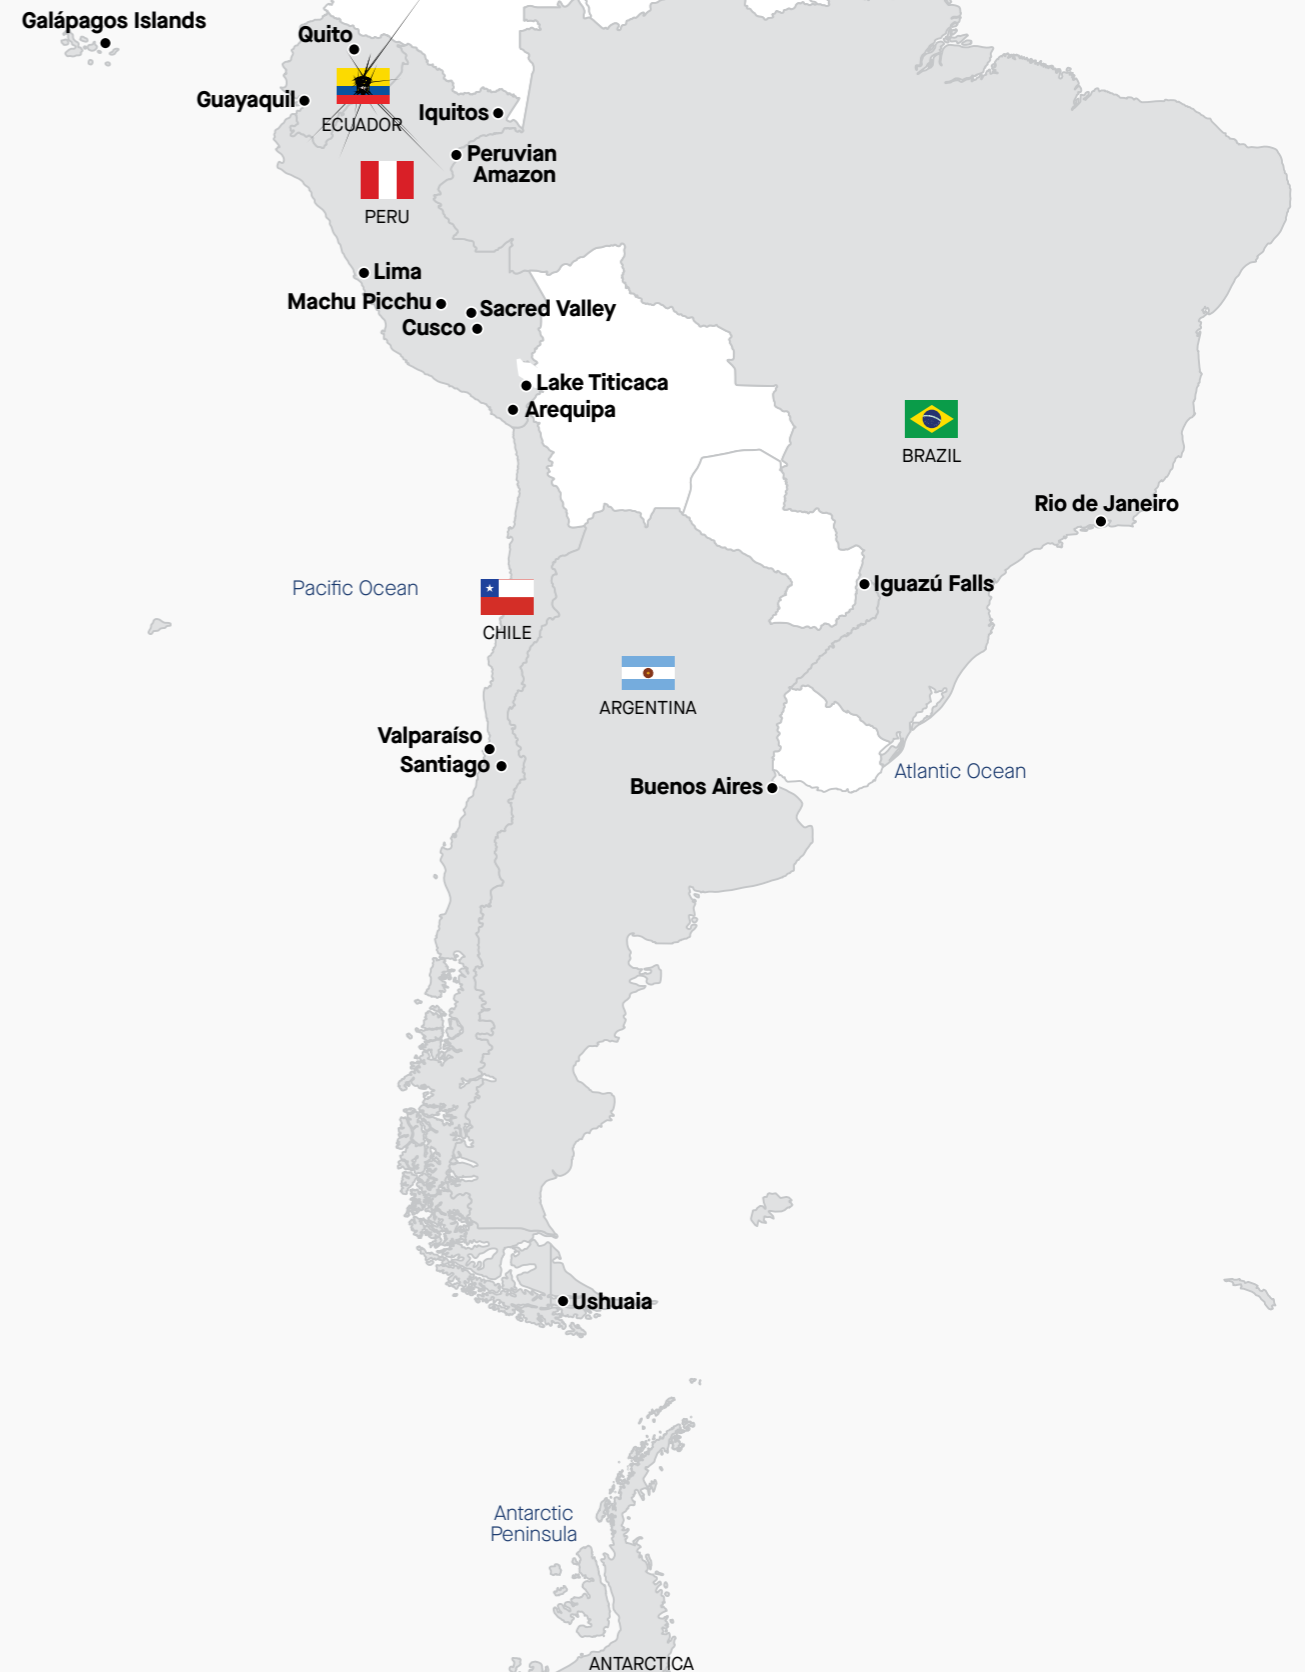 Galápagos Islands
Quito
Guayaquil
ECUADOR
Iquitos
Peruvian
Amazon
PERU
Lima
Machu Picchu
Sacred Valley
Cusco
Lake Titicaca
Arequipa
BRAZIL
Rio de Janeiro
Pacific Ocean
Iguazú Falls
CHILE
ARGENTINA
Valparaíso
Santiago
Buenos Aires
Atlantic Ocean
Ushuaia
Antarctic
Peninsula
ANTARCTICA